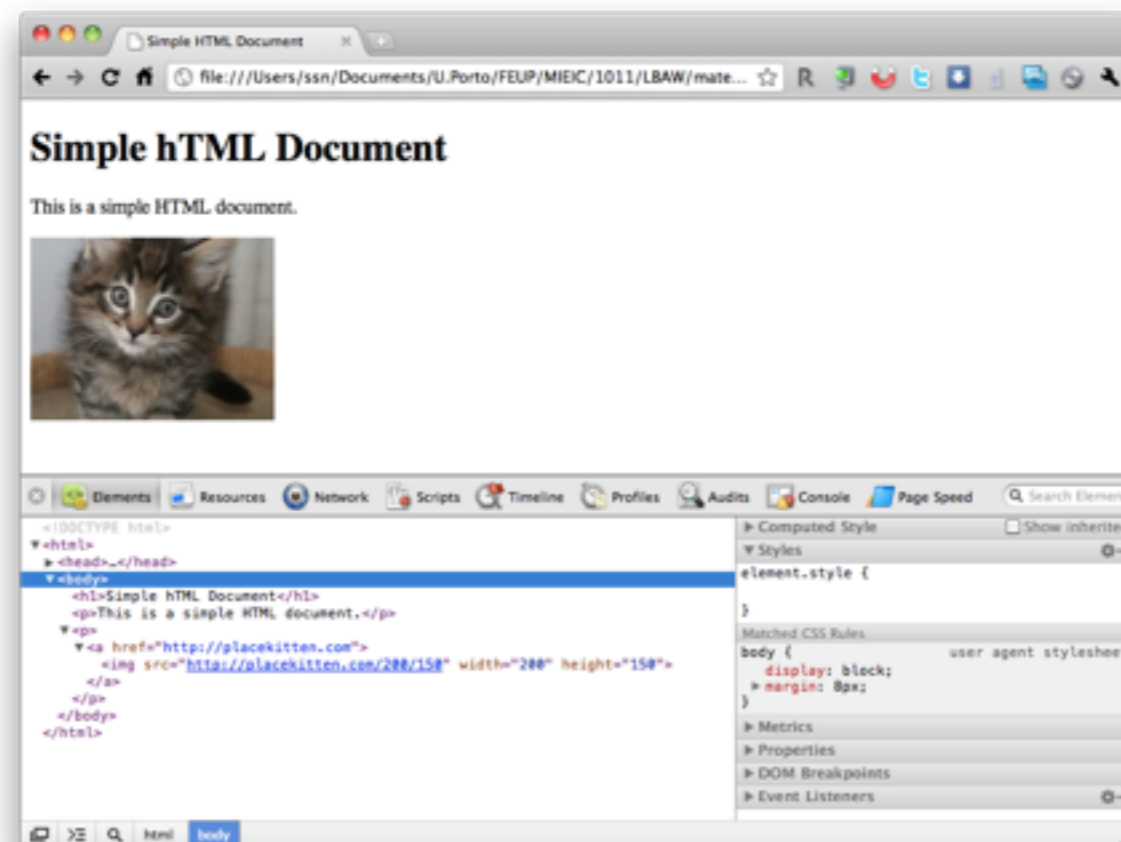 Simple HTML Document
file:///Users/ssn/Documents/U.Porto/FEUP/MIEIC/1011/LBAW/mate...
Simple hTML Document
This is a simple HTML document.
Elements Resources Network Scripts Timeline Profiles Audits Console Page Speed Search Elemen
<!DOCTYPE html>
<html>
<head>…</head>
<body>
<h1>Simple hTML Document</h1>
<p>This is a simple HTML document.</p>
<p>
<a href="http://placekitten.com">
<img src="http://placekitten.com/200/150" width="200" height="150">
</a>
</p>
</body>
</html>
Computed Style Show inherite
Styles
element.style {
}
Matched CSS Rules
body { user agent styleshee
display: block;
margin: 8px;
}
Metrics
Properties
DOM Breakpoints
Event Listeners
html body